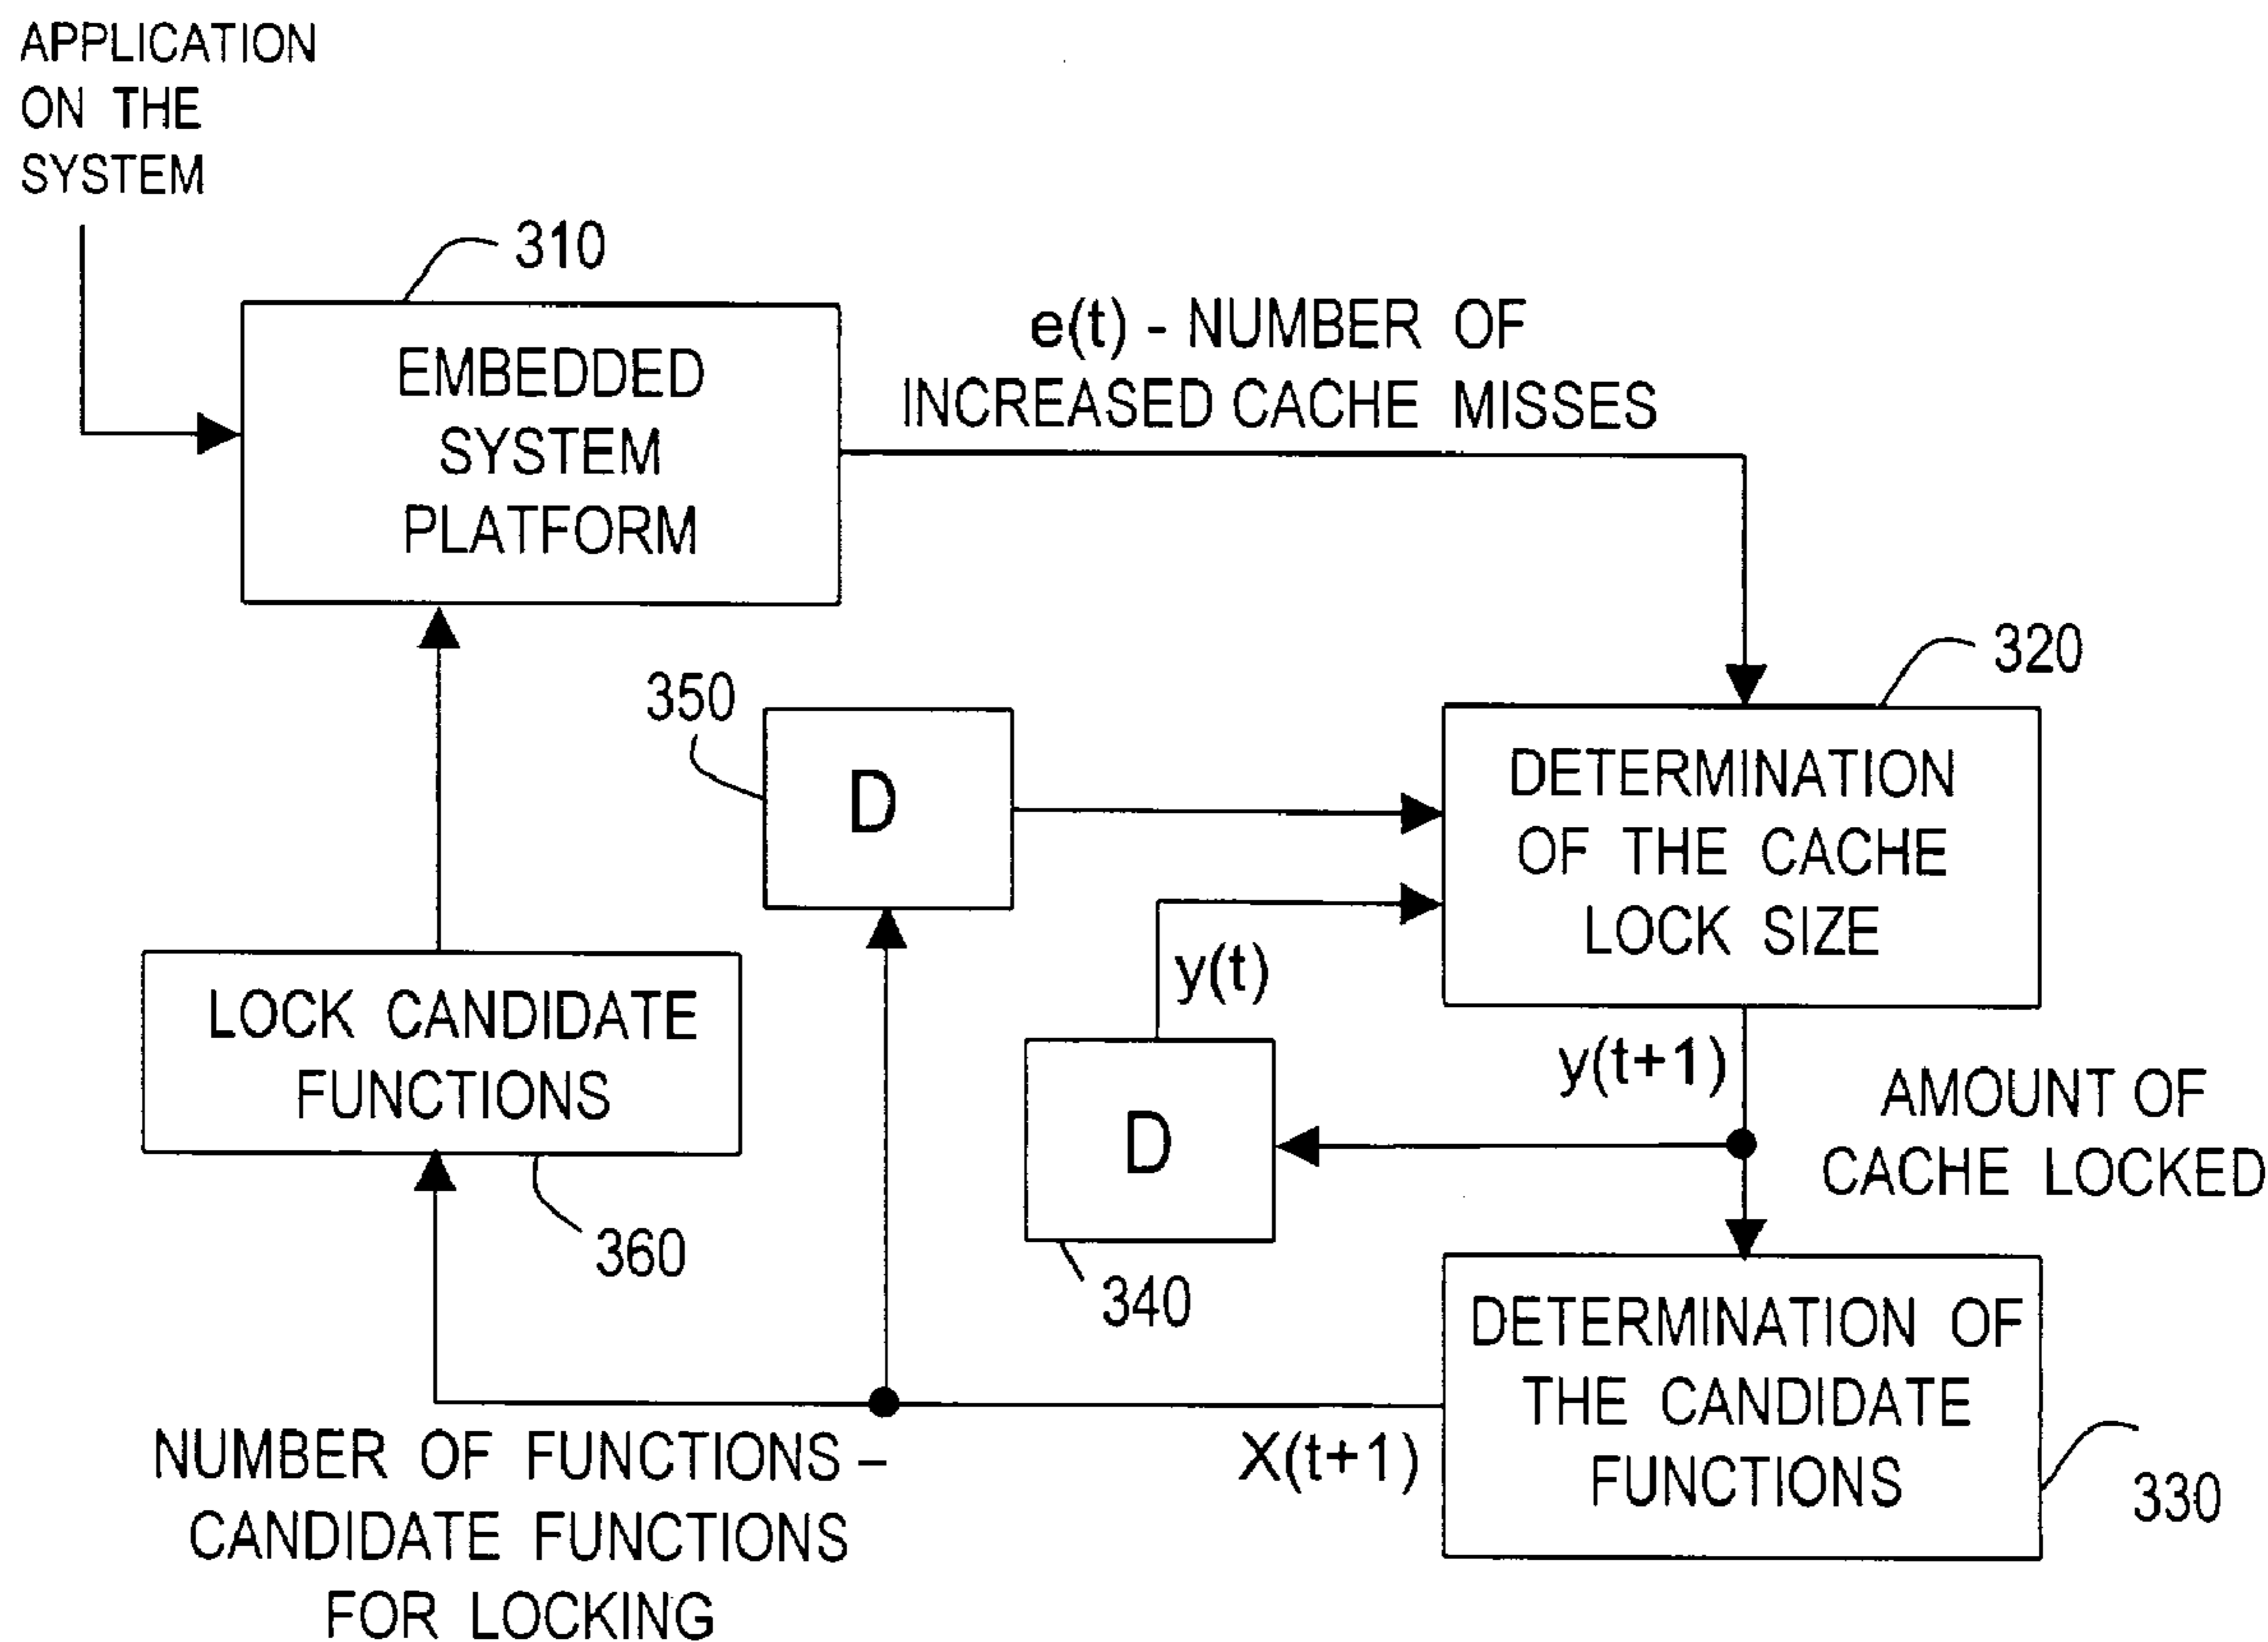 APPLICATION
ON THE
SYSTEM
310
EMBEDDED
SYSTEM
PLATFORM
e(t) - NUMBER OF
INCREASED CACHE MISSES
320
350
D
DETERMINATION
OF THE CACHE
LOCK SIZE
y(t)
LOCK CANDIDATE
FUNCTIONS
360
D
340
y(t+1)
AMOUNT OF
CACHE LOCKED
DETERMINATION OF
THE CANDIDATE
FUNCTIONS
330
X(t+1)
NUMBER OF FUNCTIONS –
CANDIDATE FUNCTIONS
FOR LOCKING